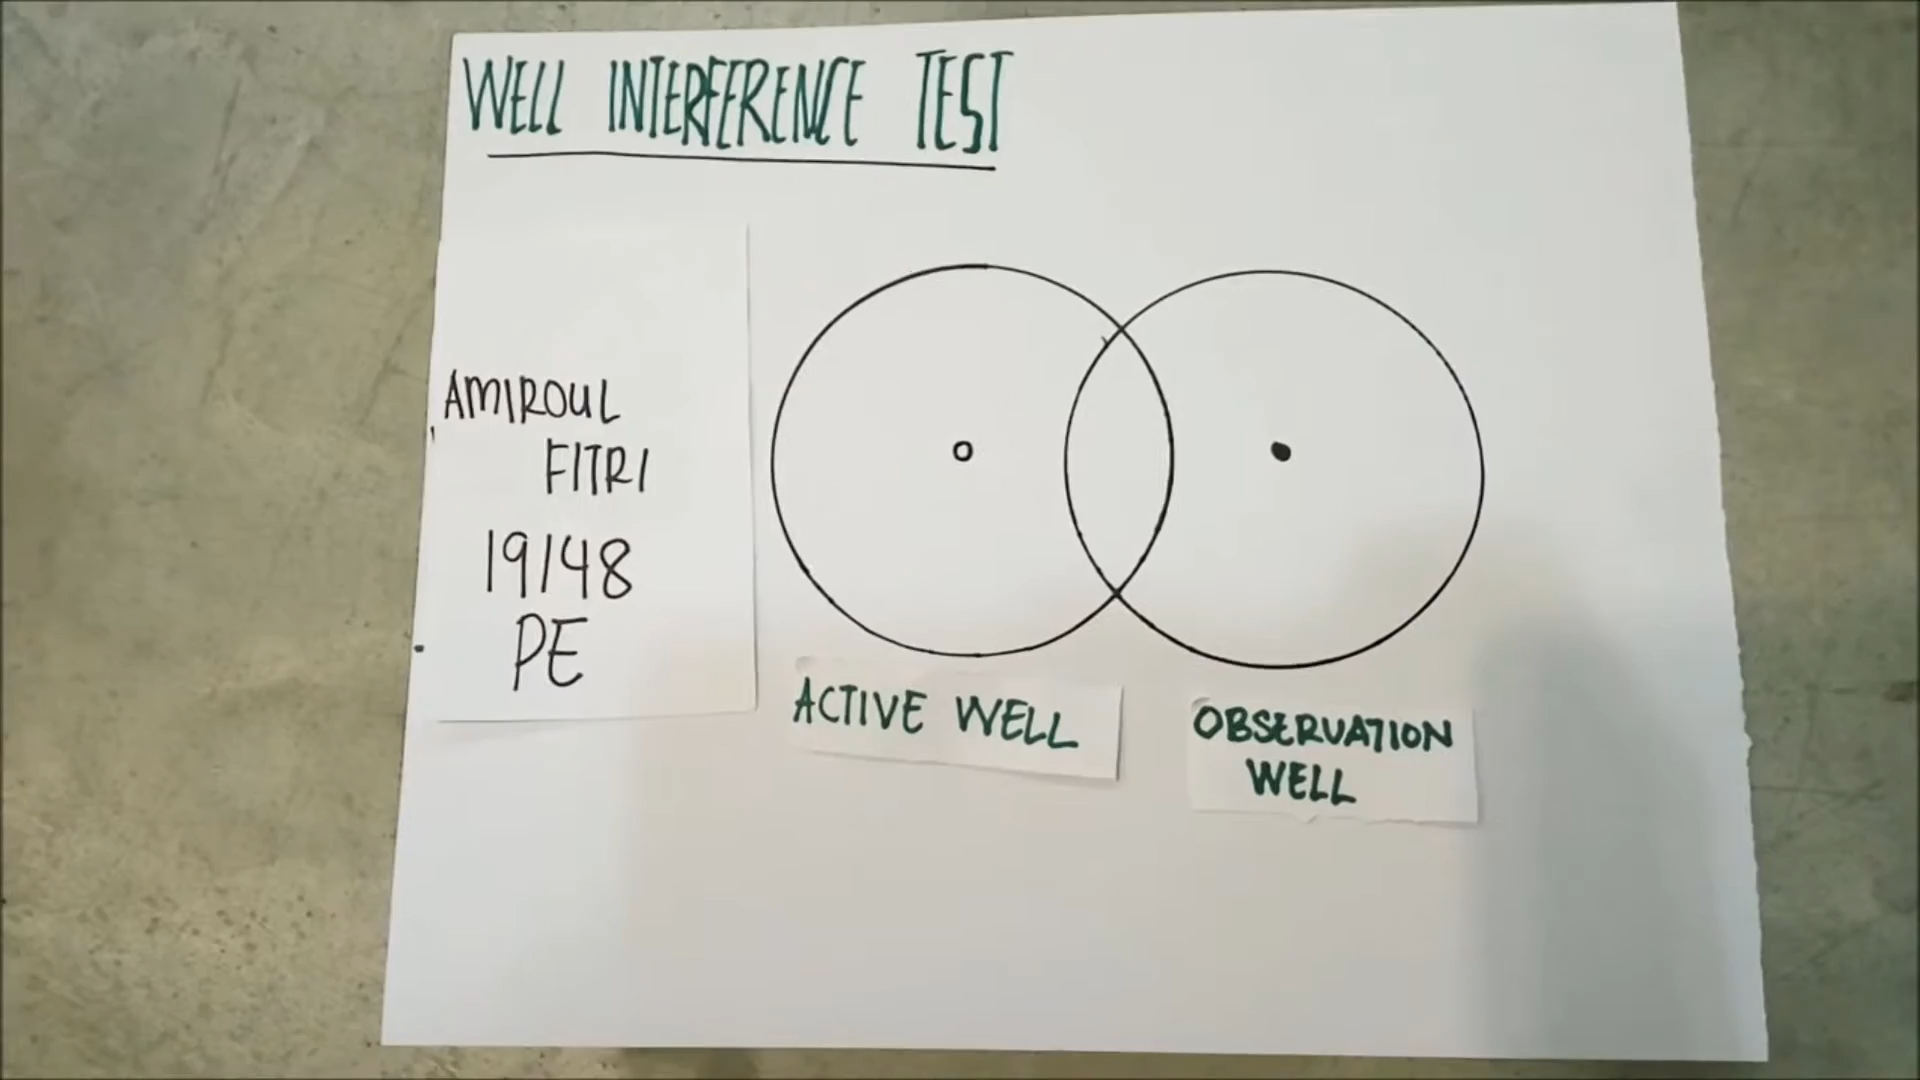 WELL INTERFERENCE TEST
AMIROUL
FITRI
19148
PE
ACTIVE WELL
OBSERVATION
WELL